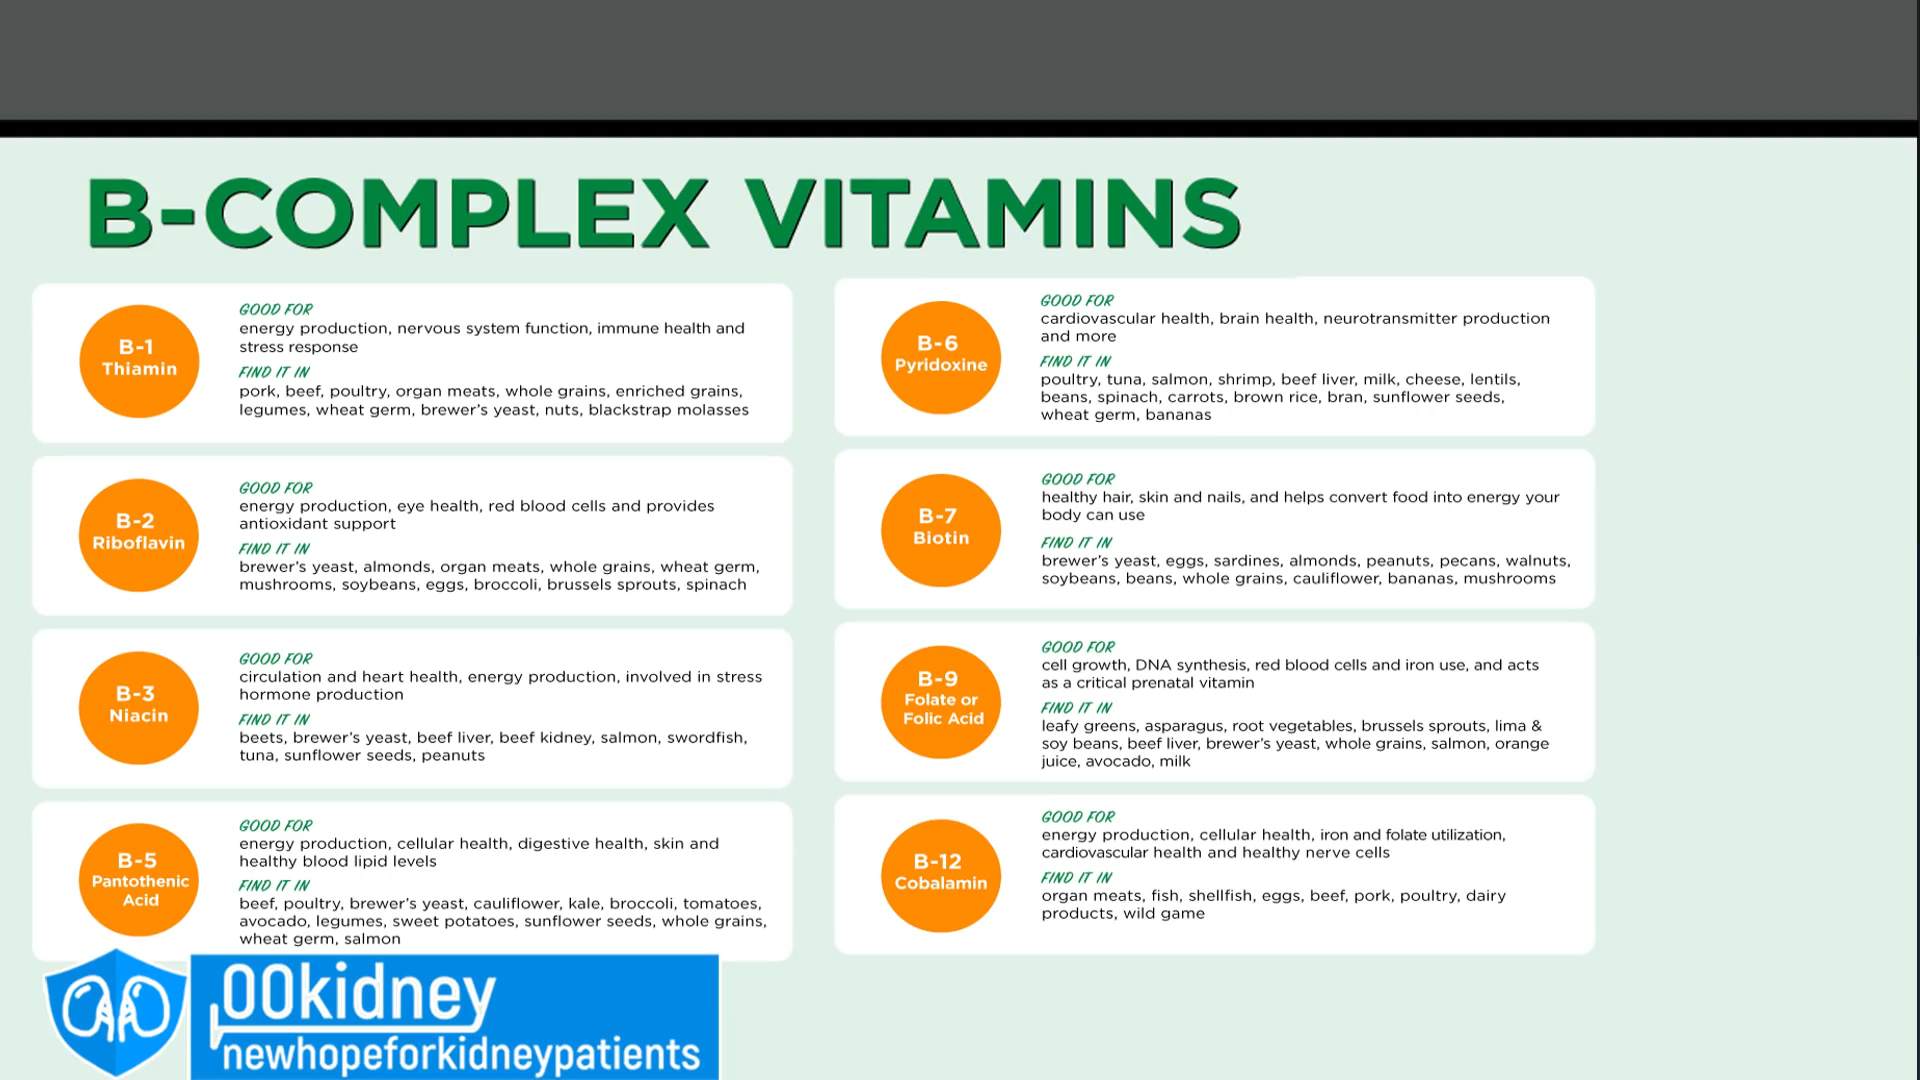 B-COMPLEX VITAMINS
B-1
Thiamin
GOOD FOR
energy production, nervous system function, immune health and
stress response
FIND IT IN
pork, beef, poultry, organ meats, whole grains, enriched grains,
legumes, wheat germ, brewer's yeast, nuts, blackstrap molasses
B-2
Riboflavin
GOOD FOR
energy production, eye health, red blood cells and provides
antioxidant support
FIND IT IN
brewer's yeast, almonds, organ meats, whole grains, wheat germ,
mushrooms, soybeans, eggs, broccoli, brussels sprouts, spinach
B-3
Niacin
GOOD FOR
circulation and heart health, energy production, involved in stress
hormone production
FIND IT IN
beets, brewer's yeast, beef liver, beef kidney, salmon, swordfish,
tuna, sunflower seeds, peanuts
B-5
Pantothenic
Acid
GOOD FOR
energy production, cellular health, digestive health, skin and
healthy blood lipid levels
FIND IT IN
beef, poultry, brewer's yeast, cauliflower, kale, broccoli, tomatoes,
avocado, legumes, sweet potatoes, sunflower seeds, whole grains,
wheat germ, salmon
B-6
Pyridoxine
GOOD FOR
cardiovascular health, brain health, neurotransmitter production
and more
FIND IT IN
poultry, tuna, salmon, shrimp, beef liver, milk, cheese, lentils,
beans, spinach, carrots, brown rice, bran, sunflower seeds,
wheat germ, bananas
B-7
Biotin
GOOD FOR
healthy hair, skin and nails, and helps convert food into energy your
body can use
FIND IT IN
brewer's yeast, eggs, sardines, almonds, peanuts, pecans, walnuts,
soybeans, beans, whole grains, cauliflower, bananas, mushrooms
B-9
Folate or
Folic Acid
GOOD FOR
cell growth, DNA synthesis, red blood cells and iron use, and acts
as a critical prenatal vitamin
FIND IT IN
leafy greens, asparagus, root vegetables, brussels sprouts, lima &
soy beans, beef liver, brewer's yeast, whole grains, salmon, orange
juice, avocado, milk
B-12
Cobalamin
GOOD FOR
energy production, cellular health, iron and folate utilization,
cardiovascular health and healthy nerve cells
FIND IT IN
organ meats, fish, shellfish, eggs, beef, pork, poultry, dairy
products, wild game
00kidney
newhopeforkidneypatients